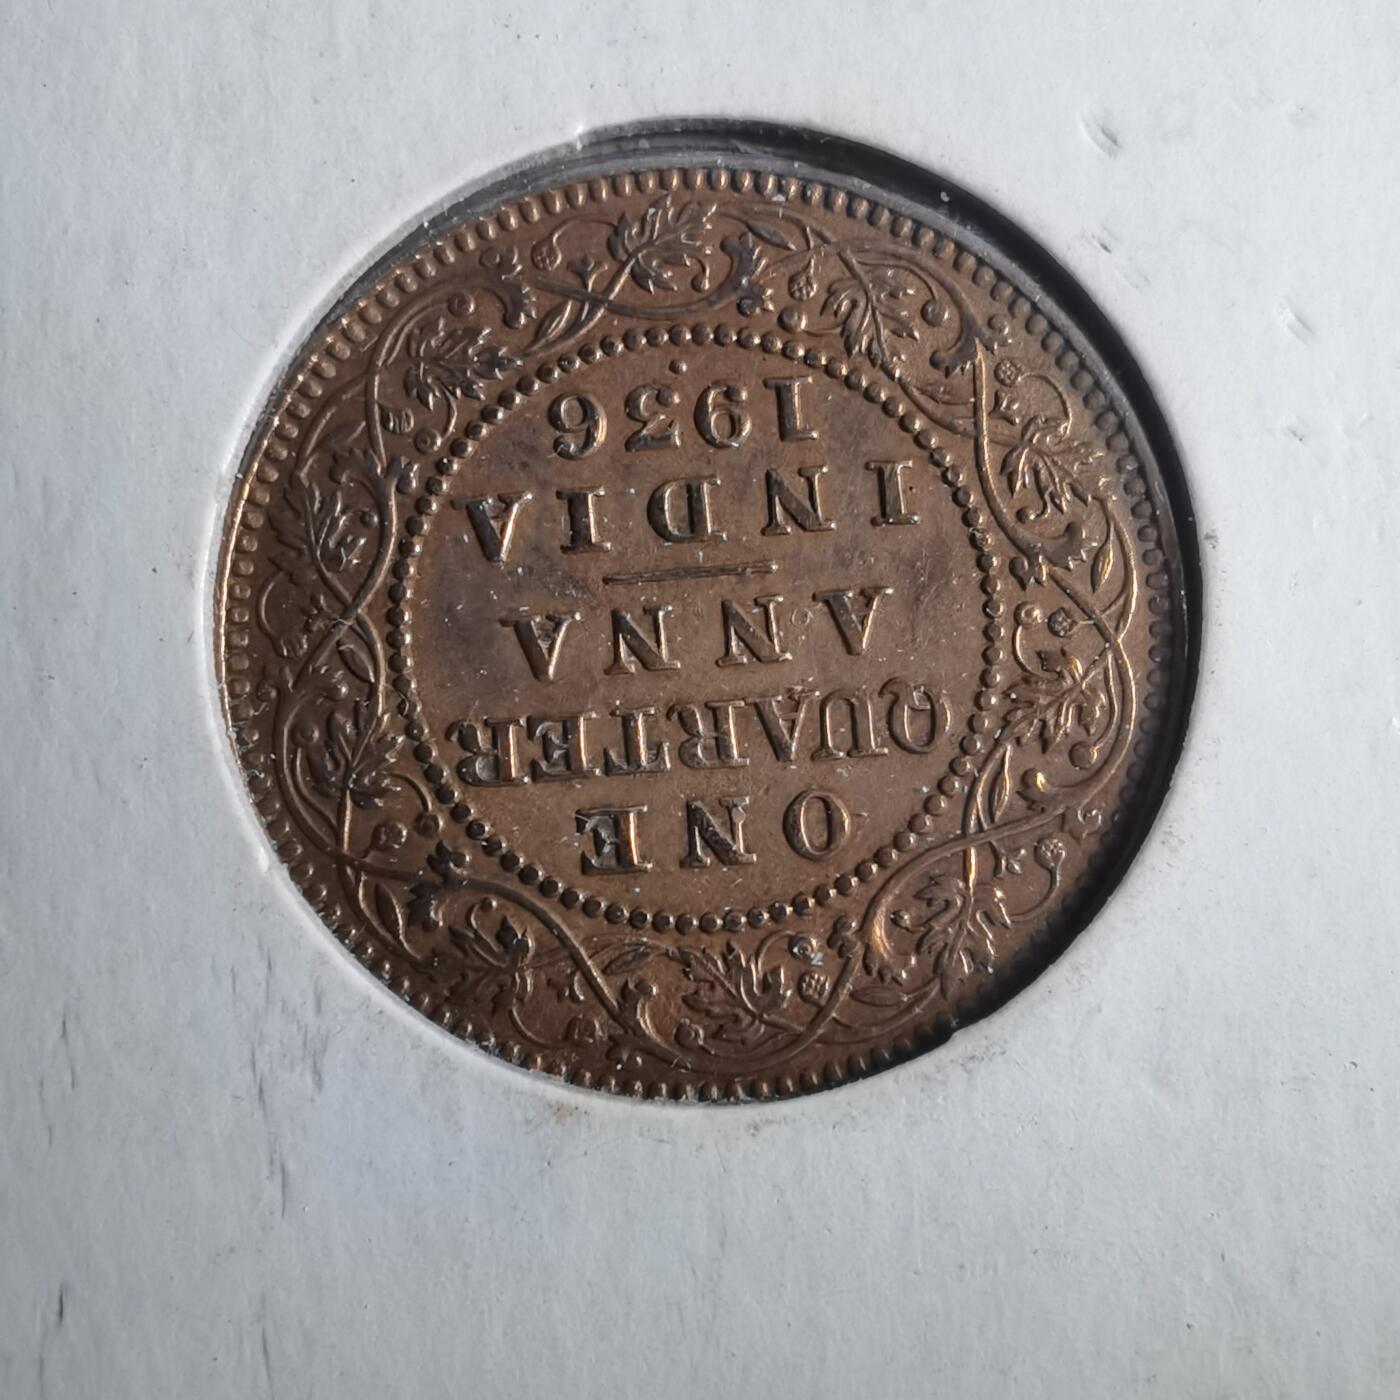 ONE
QUARTER
ANNA
INDIA
1936